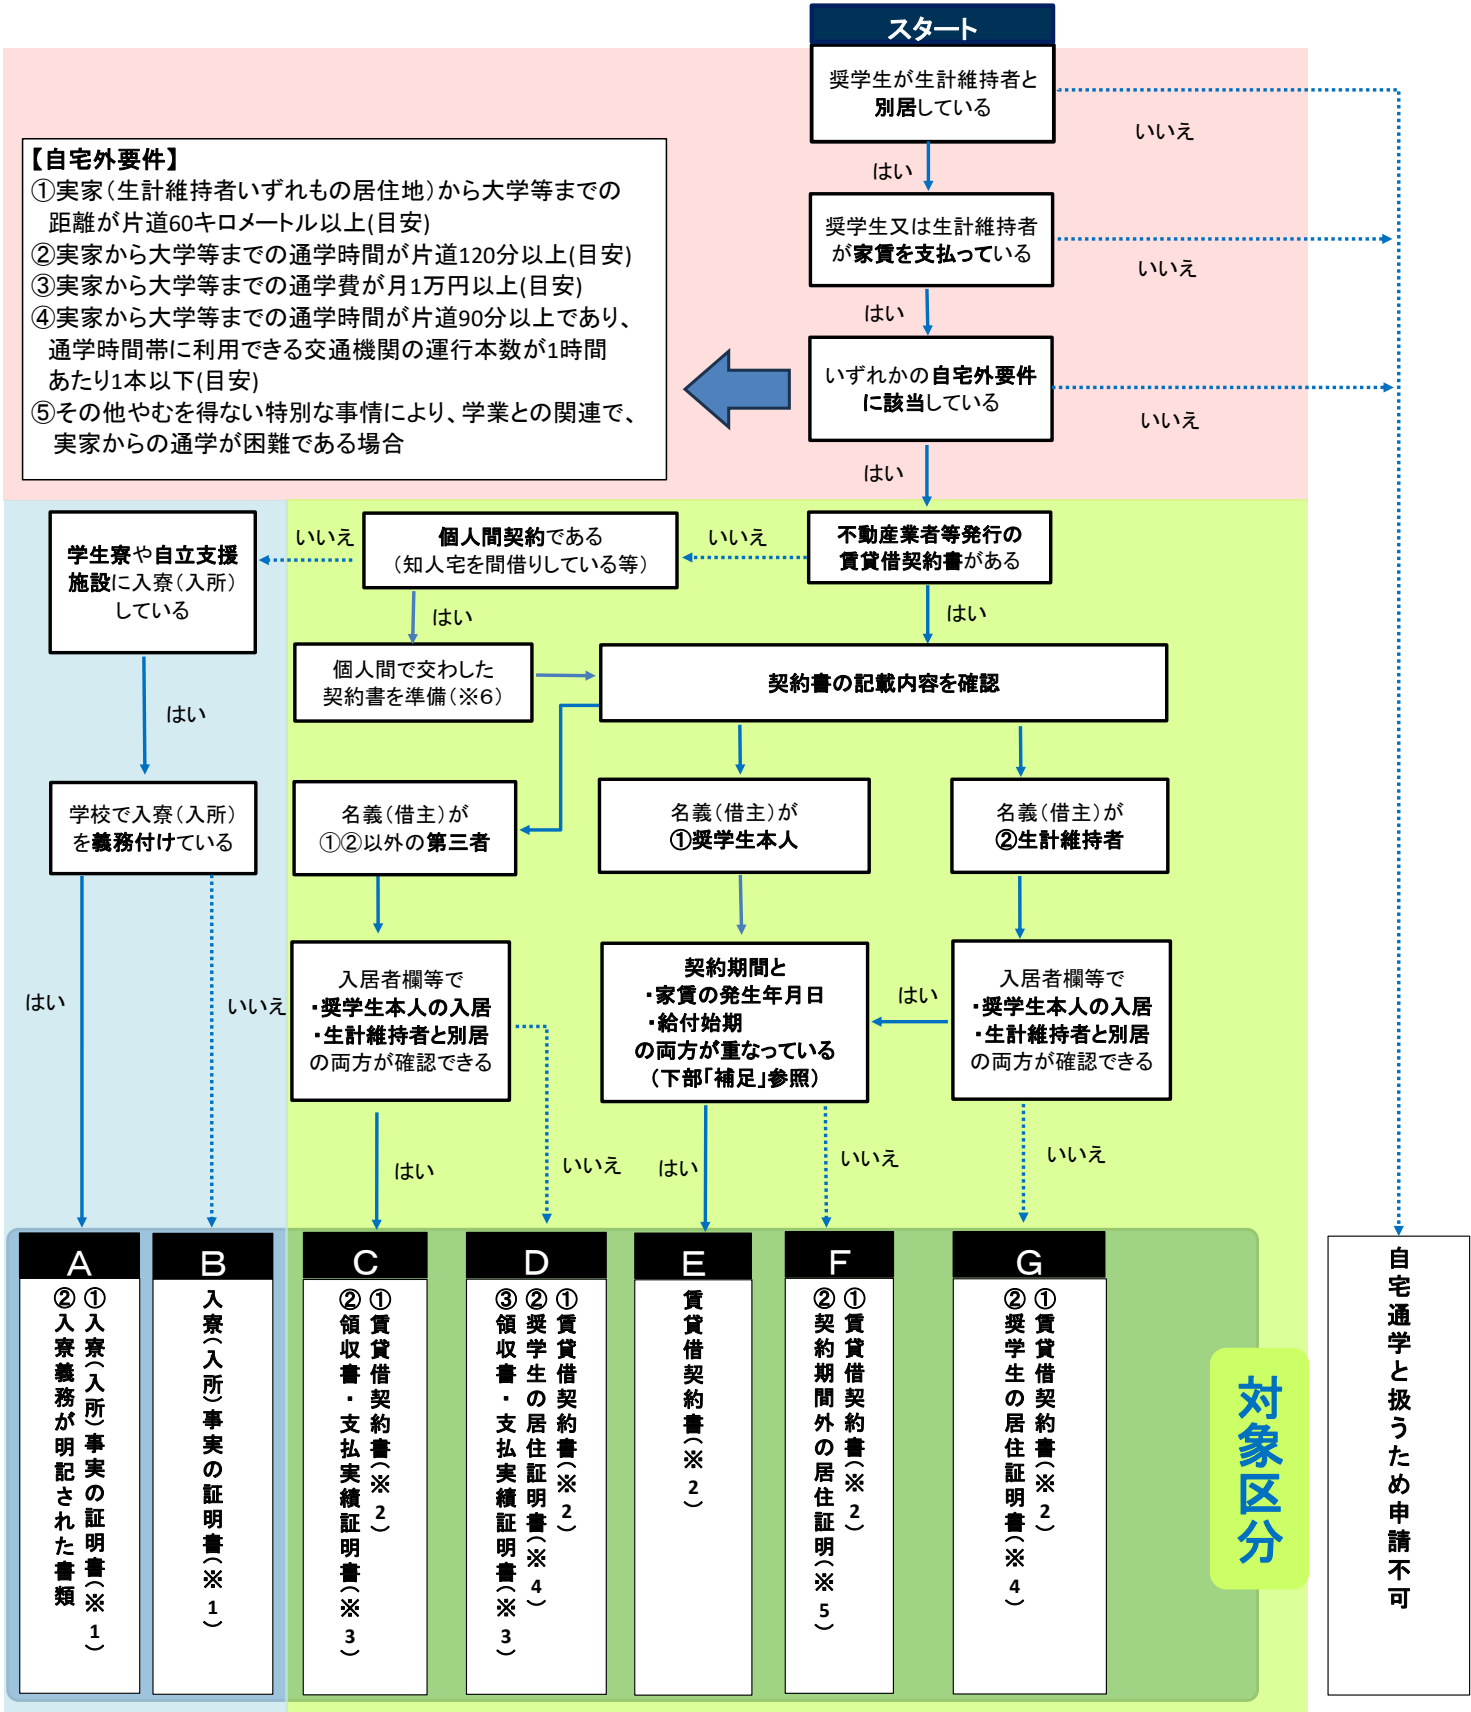 スタート
奨学生が生計維持者と
別居している
いいえ
はい
【自宅外要件】
①実家（生計維持者いずれもの居住地）から大学等までの
距離が片道60キロメートル以上(目安)
②実家から大学等までの通学時間が片道120分以上(目安)
③実家から大学等までの通学費が月1万円以上(目安)
④実家から大学等までの通学時間が片道90分以上であり、
通学時間帯に利用できる交通機関の運行本数が1時間
あたり1本以下(目安)
⑤その他やむを得ない特別な事情により、学業との関連で、
実家からの通学が困難である場合
奨学生又は生計維持者
が家賃を支払っている
いいえ
はい
いずれかの自宅外要件
に該当している
いいえ
はい
不動産業者等発行の
賃貸借契約書がある
いいえ
はい
個人間契約である
（知人宅を間借りしている等）
いいえ
はい
学生寮や自立支援
施設に入寮（入所）
している
はい
個人間で交わした
契約書を準備（※6）
契約書の記載内容を確認
学校で入寮（入所）
を義務付けている
はい
いいえ
名義（借主）が
①②以外の第三者
名義（借主）が
①奨学生本人
名義（借主）が
②生計維持者
入居者欄等で
・奨学生本人の入居
・生計維持者と別居
の両方が確認できる
はい
いいえ
契約期間と
・家賃の発生年月日
・給付始期
の両方が重なっている
（下部「補足」参照）
はい
いいえ
はい
入居者欄等で
・奨学生本人の入居
・生計維持者と別居
の両方が確認できる
いいえ
A
①入寮（入所）事実の証明書（※1）
②入寮義務が明記された書類
B
入寮（入所）事実の証明書（※1）
C
①賃貸借契約書（※2）
②領収書・支払実績証明書（※3）
D
①賃貸借契約書（※2）
②奨学生の居住証明書（※4）
③領収書・支払実績証明書（※3）
E
賃貸借契約書（※2）
F
①賃貸借契約書（※2）
②契約期間外の居住証明（※5）
G
①賃貸借契約書（※2）
②奨学生の居住証明書（※4）
対象区分
自宅通学と扱うため申請不可